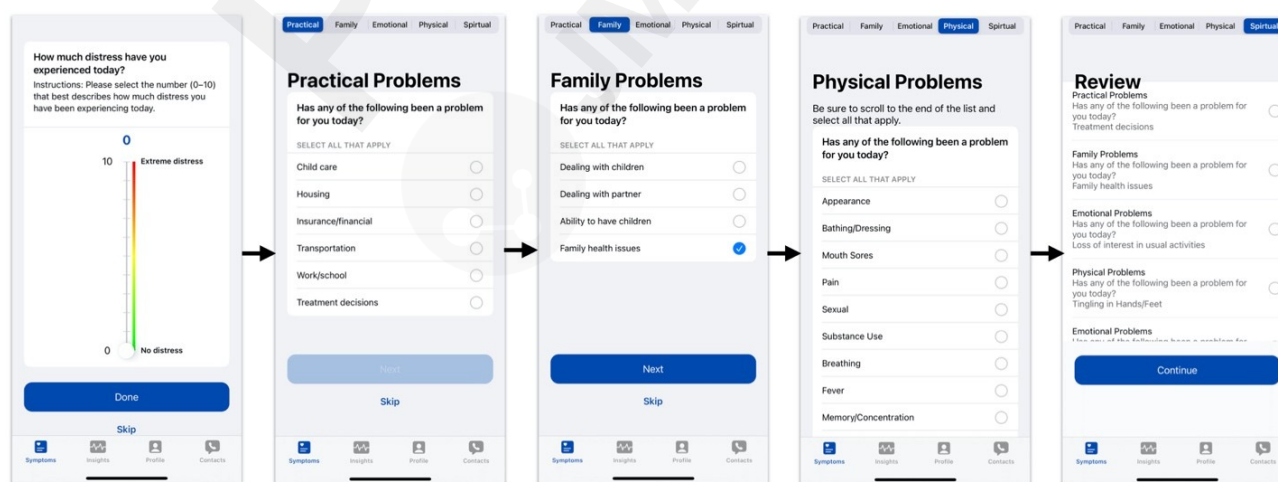 How much distress have you
experienced today?
Instructions: Please select the number (0–10)
that best describes how much distress you
have been experiencing today.
0
10 Extreme distress
0 No distress
Done
Skip
Symptoms Insights Profile Contacts
Practical Family Emotional Physical Spirtual
Practical Problems
Has any of the following been a problem
for you today?
SELECT ALL THAT APPLY
Child care
Housing
Insurance/financial
Transportation
Work/school
Treatment decisions
Next
Skip
Symptoms Insights Profile Contacts
Practical Family Emotional Physical Spirtual
Family Problems
Has any of the following been a problem
for you today?
SELECT ALL THAT APPLY
Dealing with children
Dealing with partner
Ability to have children
Family health issues
Next
Skip
Symptoms Insights Profile Contacts
Practical Family Emotional Physical Spirtual
Physical Problems
Be sure to scroll to the end of the list and
select all that apply.
Has any of the following been a problem
for you today?
SELECT ALL THAT APPLY
Appearance
Bathing/Dressing
Mouth Sores
Pain
Sexual
Substance Use
Breathing
Fever
Memory/Concentration
Symptoms Insights Profile Contacts
Practical Family Emotional Physical Spirtual
Review
Practical Problems
Has any of the following been a problem for
you today?
Treatment decisions
Family Problems
Has any of the following been a problem for
you today?
Family health issues
Emotional Problems
Has any of the following been a problem for
you today?
Loss of interest in usual activities
Physical Problems
Has any of the following been a problem for
you today?
Tingling in Hands/Feet
Emotional Problems
Continue
Symptoms Insights Profile Contacts